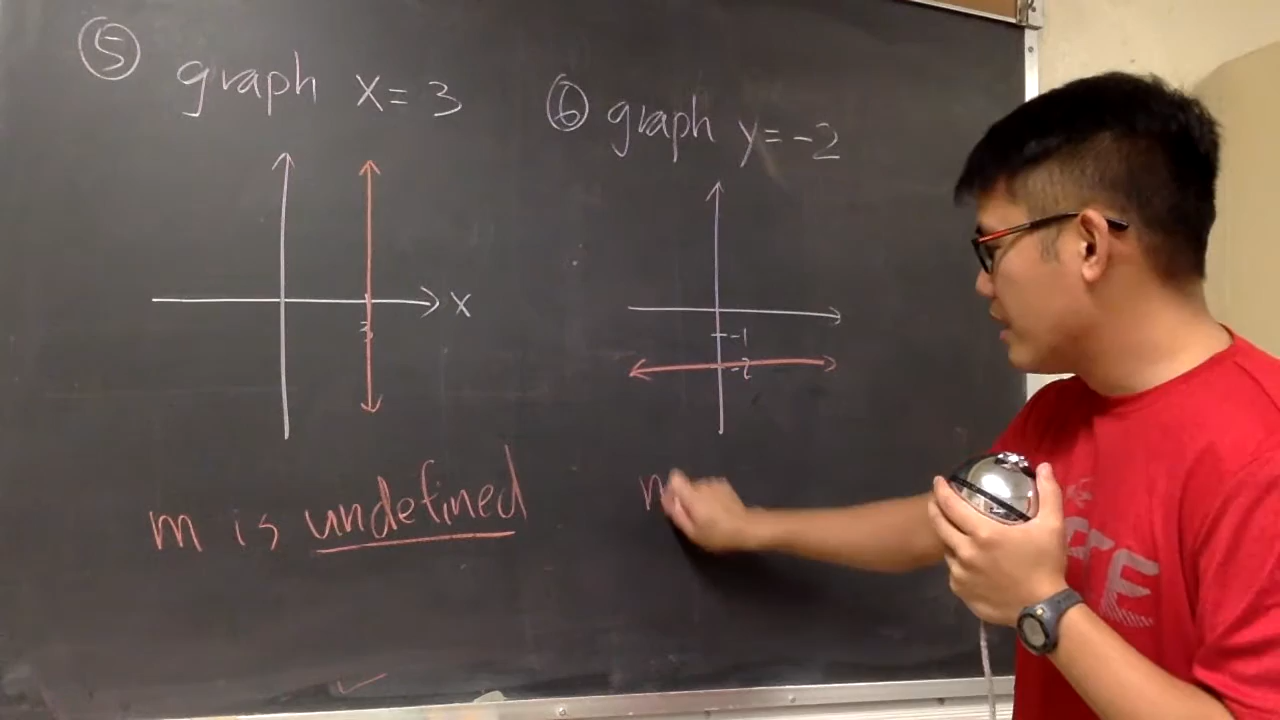 ⑤ graph x = 3
x
3
m is undefined
⑥ graph y = -2
-1
-2
m